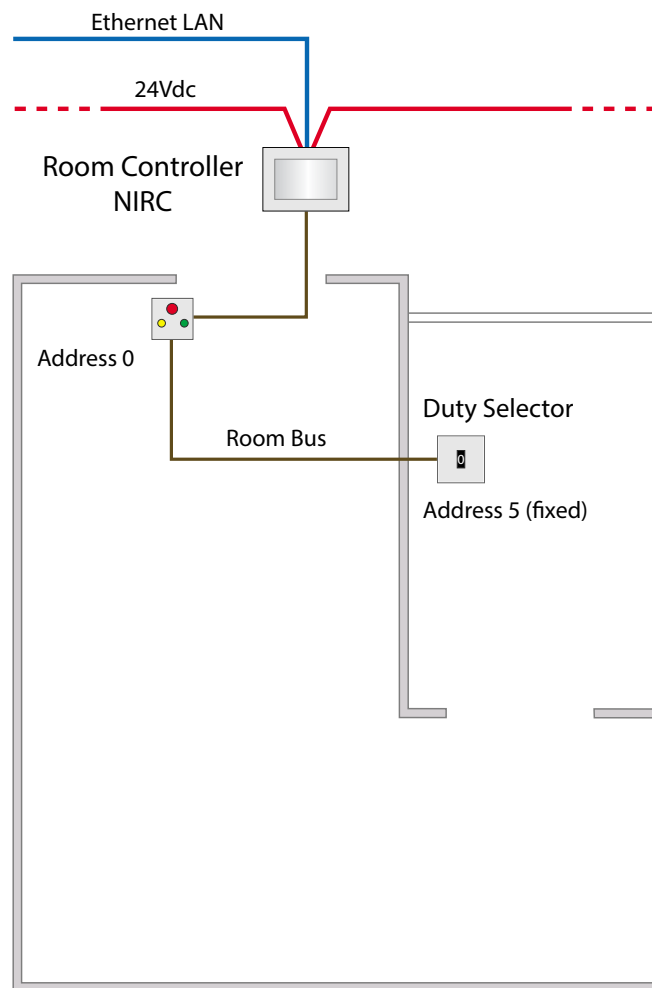 Ethernet LAN
24Vdc
Room Controller
NIRC
Address 0
Duty Selector
Room Bus
0
Address 5 (fixed)